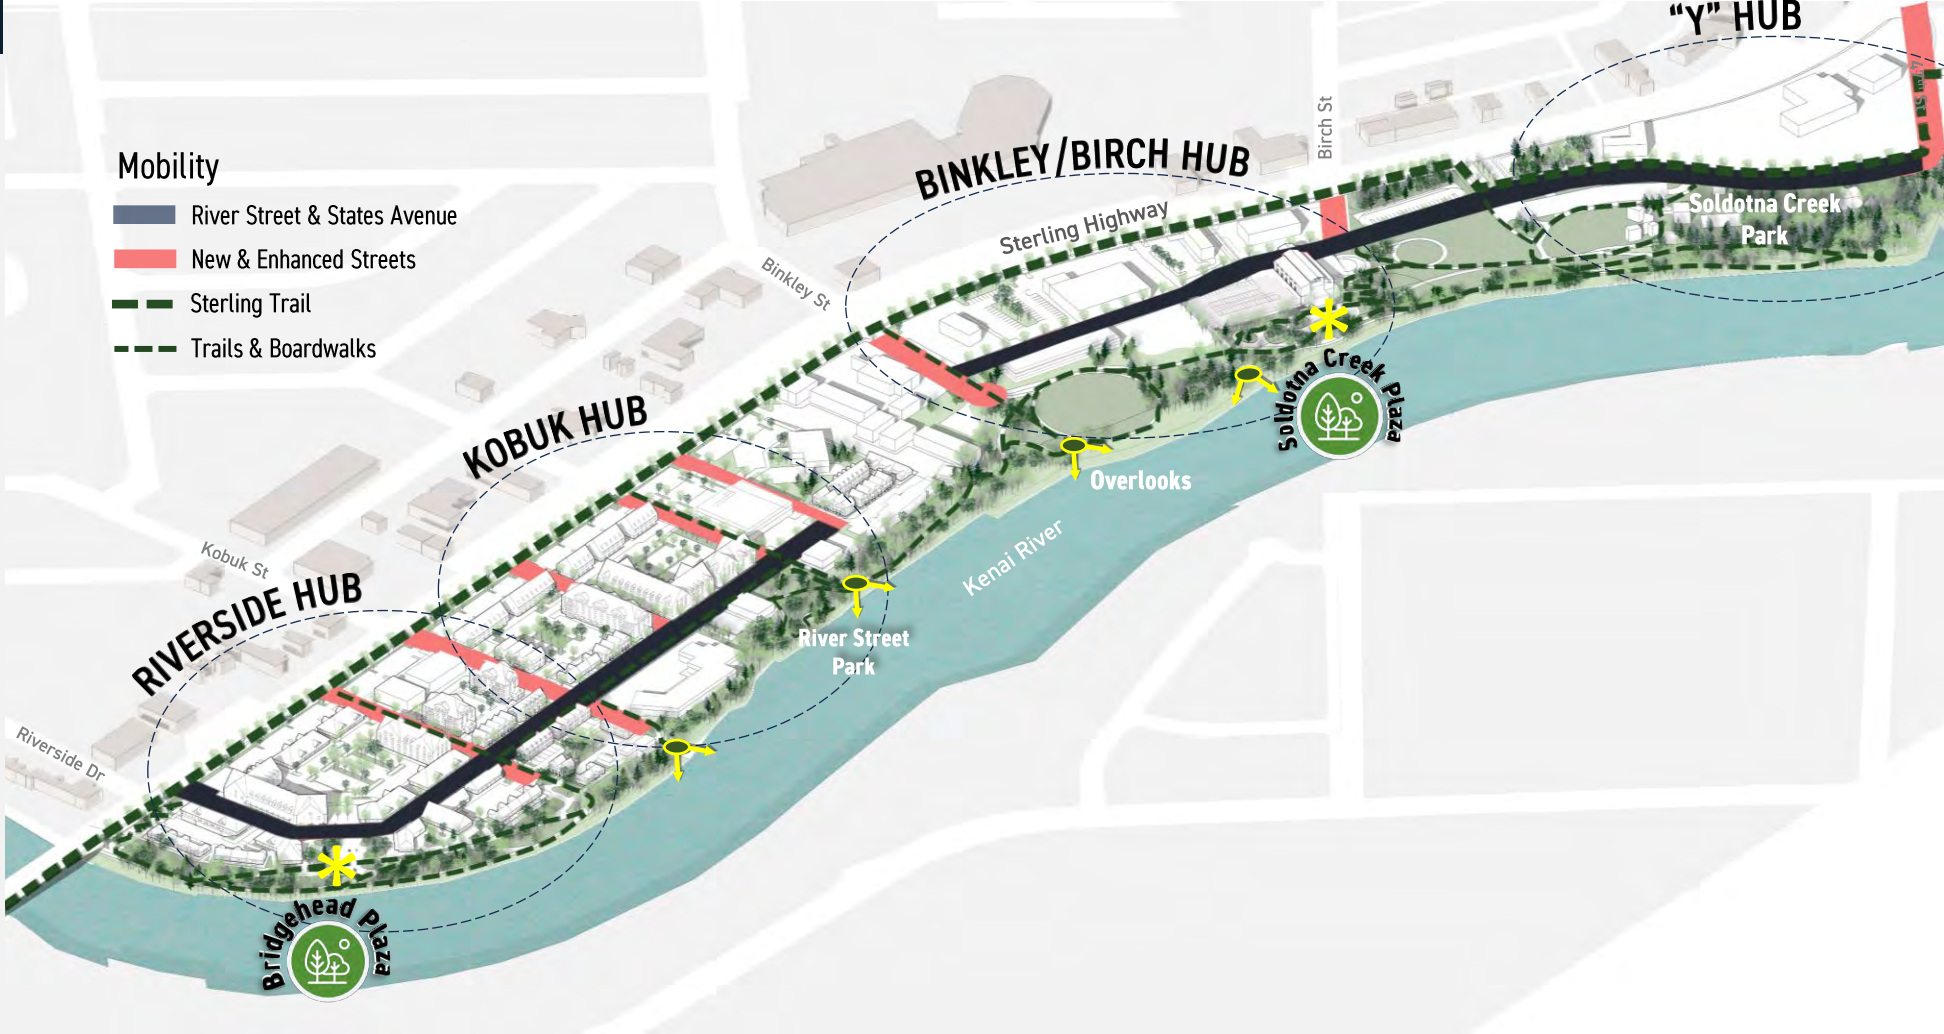 "Y" HUB
47th St
Birch St
BINKLEY/BIRCH HUB
Mobility
River Street & States Avenue
New & Enhanced Streets
Sterling Trail
Trails & Boardwalks
Sterling Highway
Binkley St
Soldotna Creek
Park
Soldotna Creek Plaza
KOBUK HUB
Overlooks
Kenai River
Kobuk St
RIVERSIDE HUB
River Street
Park
Riverside Dr
Bridgehead Plaza